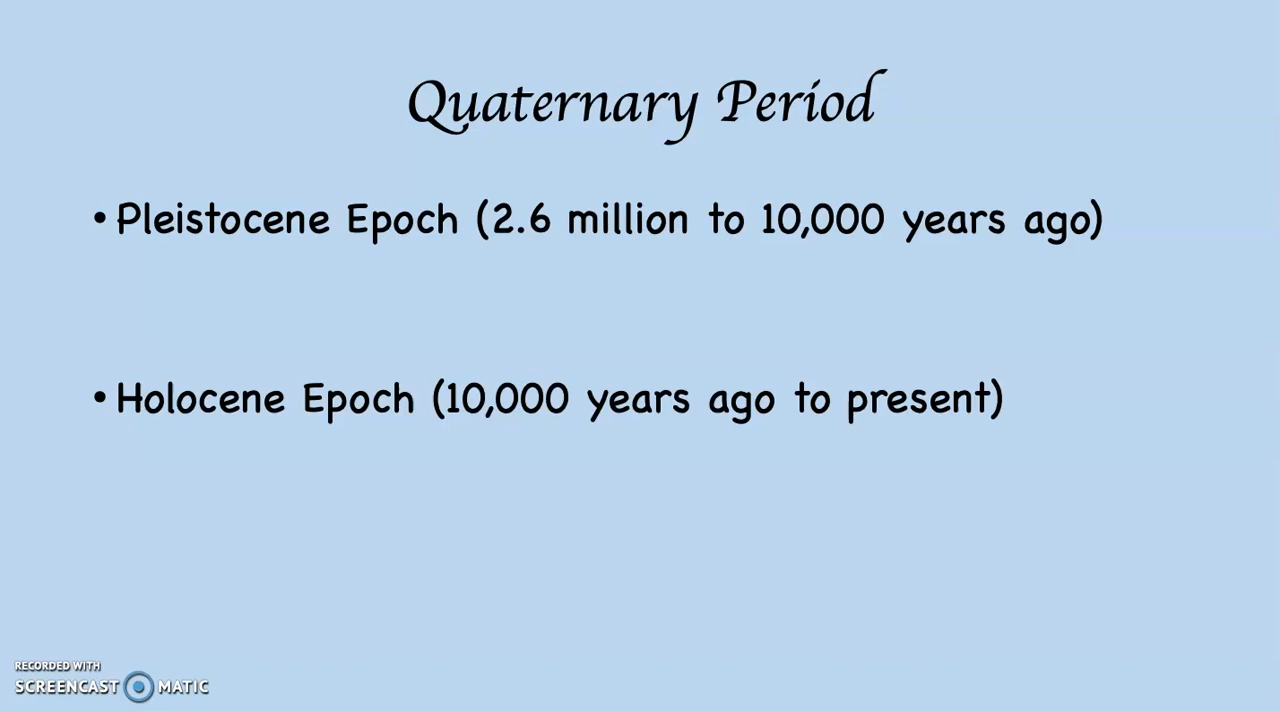 Quaternary Period
• Pleistocene Epoch (2.6 million to 10,000 years ago)
• Holocene Epoch (10,000 years ago to present)
RECORDED WITH
SCREENCAST MATIC